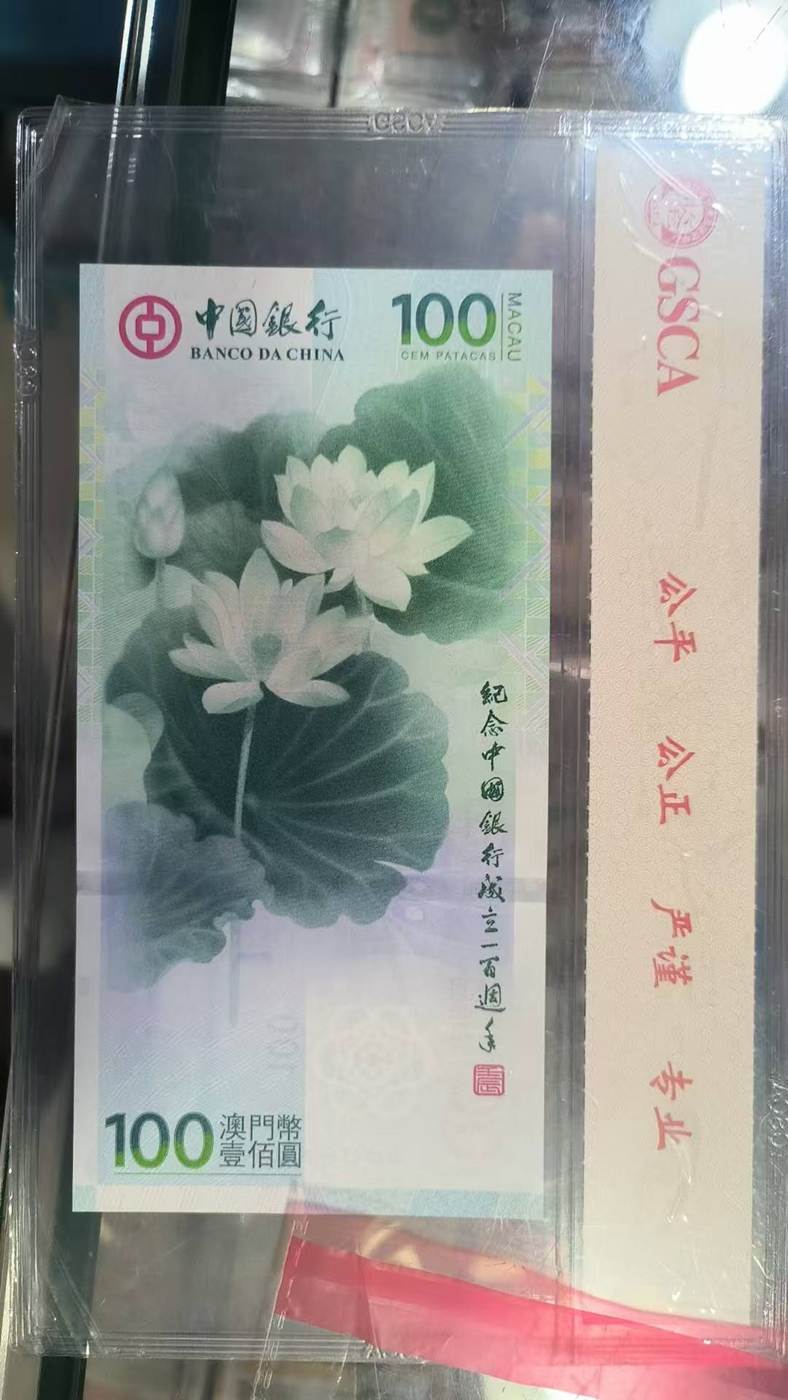 GSCA
中国銀行
BANCO DA CHINA
100
CEM PATACAS
MACAU
紀念中國銀行成立一百週年
100
澳門幣
壹佰圓
GSCA
公平 公正 严谨 专业